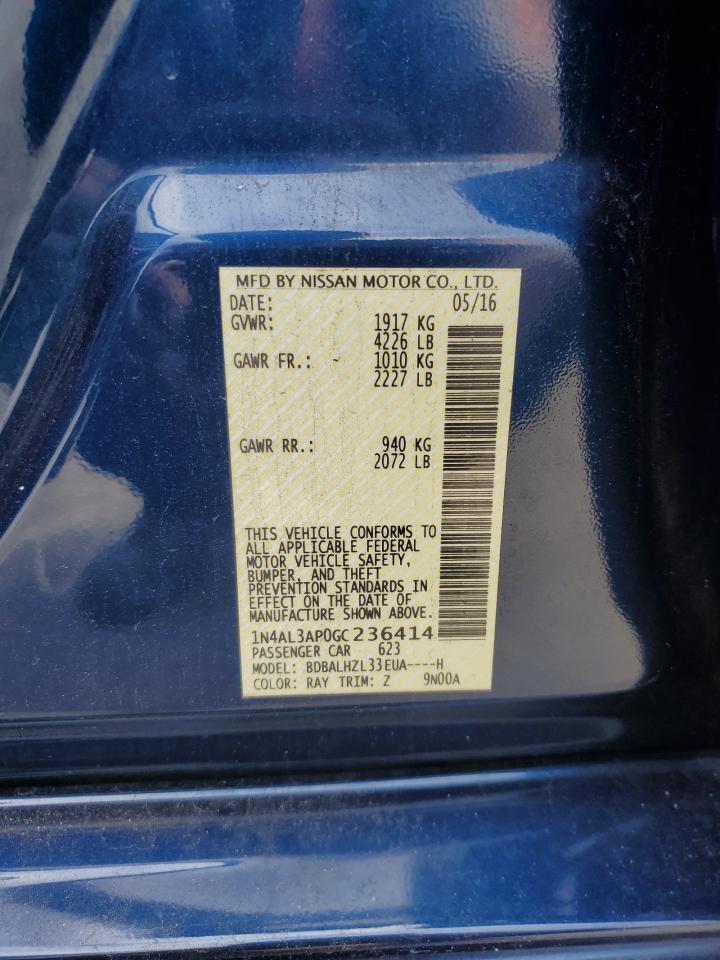 MFD BY NISSAN MOTOR CO., LTD.
DATE: 05/16
GVWR: 1917 KG
4226 LB
GAWR FR.: 1010 KG
2227 LB
GAWR RR.: 940 KG
2072 LB
THIS VEHICLE CONFORMS TO
ALL APPLICABLE FEDERAL
MOTOR VEHICLE SAFETY,
BUMPER, AND THEFT
PREVENTION STANDARDS IN
EFFECT ON THE DATE OF
MANUFACTURE SHOWN ABOVE.
1N4AL3AP0GC236414
PASSENGER CAR 623
MODEL: BDBALHZL33EUA----H
COLOR: RAY TRIM: Z 9N00A